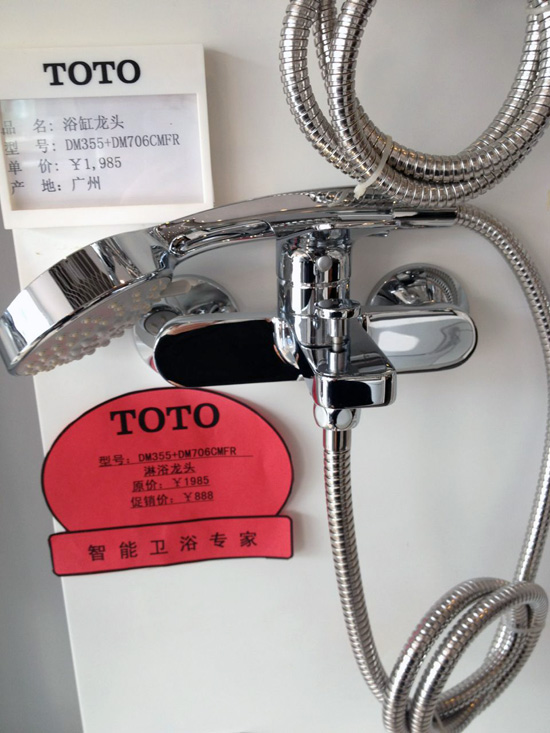 TOTO
品 名: 浴缸龙头
型 号: DM355+DM706CMFR
单 价: ￥1,985
产 地: 广州
TOTO
型号: DM355+DM706CMFR
淋浴龙头
原价: ￥1985
促销价: ￥888
智能卫浴专家